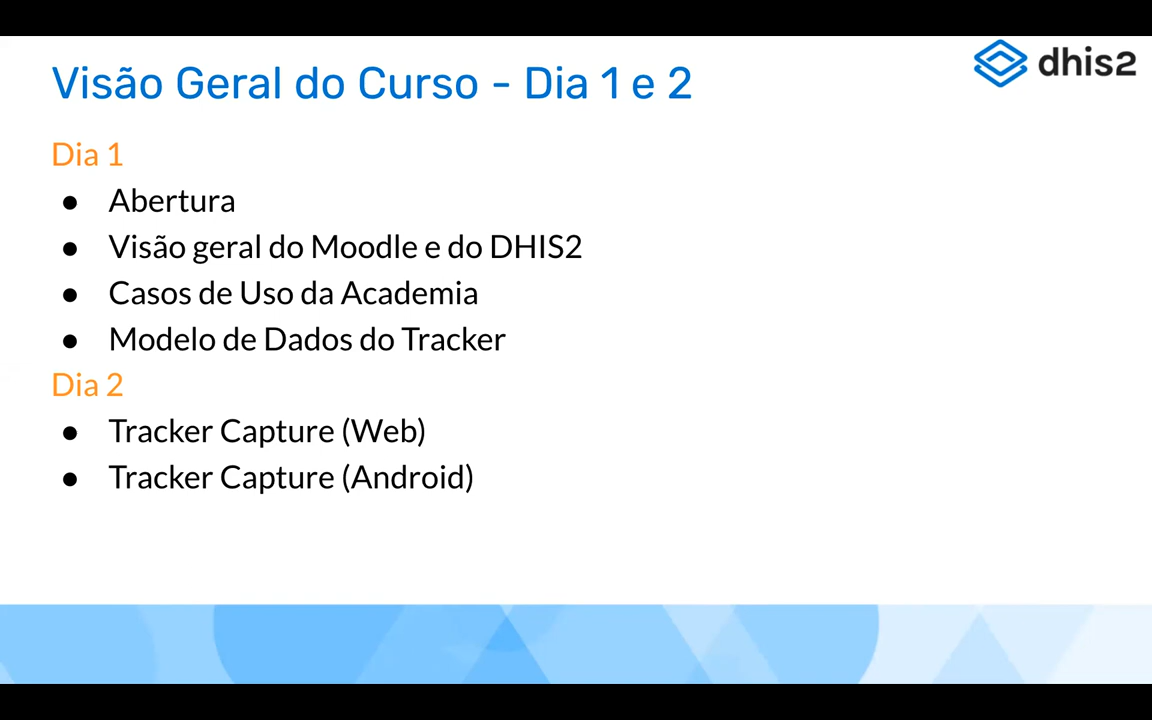 dhis2
Visão Geral do Curso - Dia 1 e 2
Dia 1
● Abertura
● Visão geral do Moodle e do DHIS2
● Casos de Uso da Academia
● Modelo de Dados do Tracker
Dia 2
● Tracker Capture (Web)
● Tracker Capture (Android)